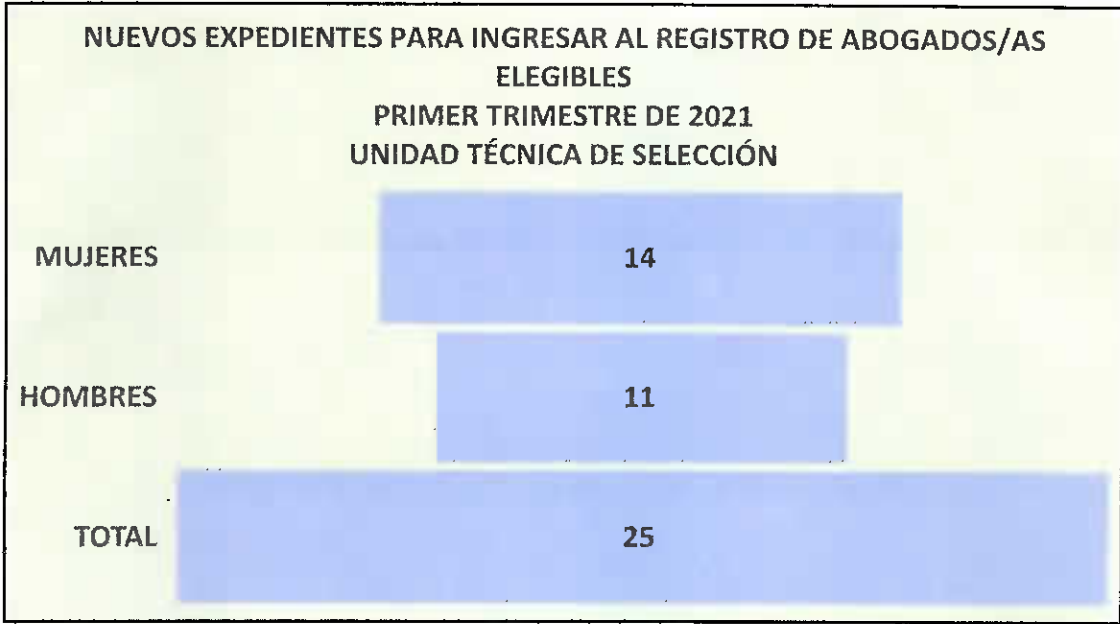 NUEVOS EXPEDIENTES PARA INGRESAR AL REGISTRO DE ABOGADOS/AS
ELEGIBLES
PRIMER TRIMESTRE DE 2021
UNIDAD TÉCNICA DE SELECCIÓN
MUJERES 14
HOMBRES 11
TOTAL 25